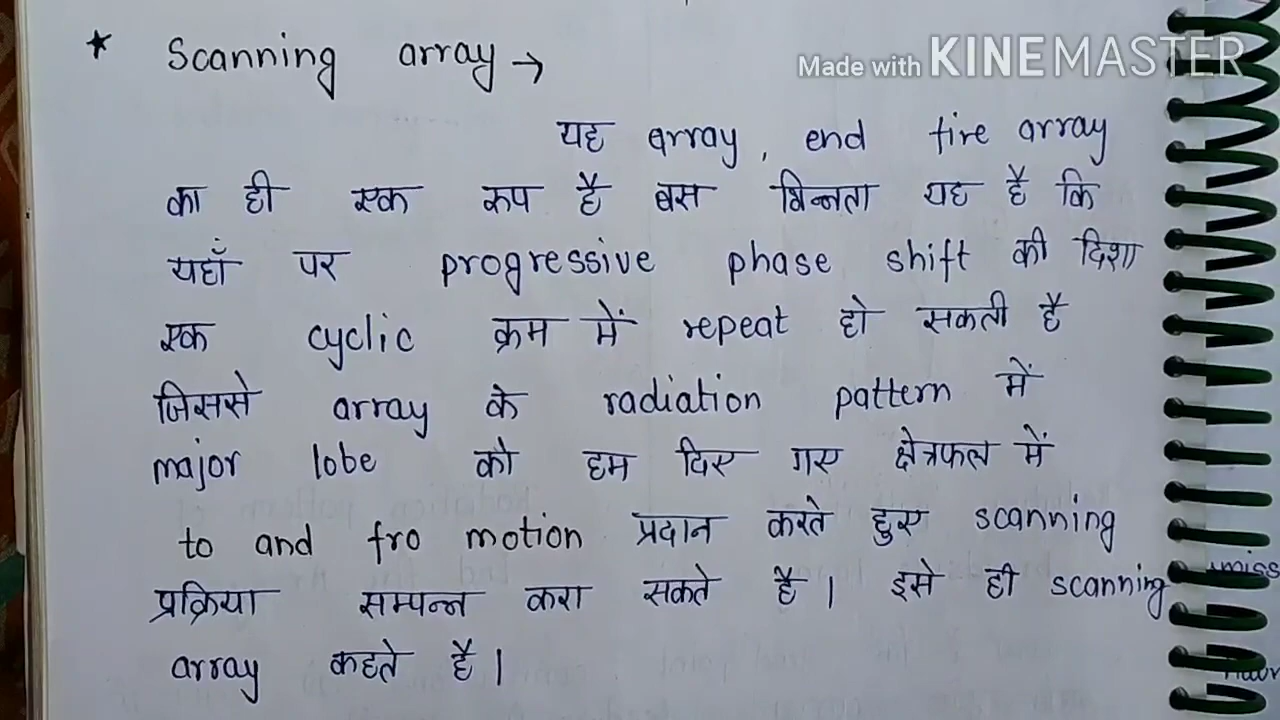 * Scanning array →
Made with KINEMASTER
यह array, end fire array
का ही एक रुप है बस भिन्नता यह है कि
यहाँ पर progressive phase shift की दिशा
एक cyclic क्रम में repeat हो सकती है
जिससे array के radiation pattern में
major lobe को हम दिए गए क्षेत्रफल में
to and fro motion प्रदान करते हुए scanning
प्रक्रिया सम्पन्न करा सकते है। इसे ही scanning
array कहते है।